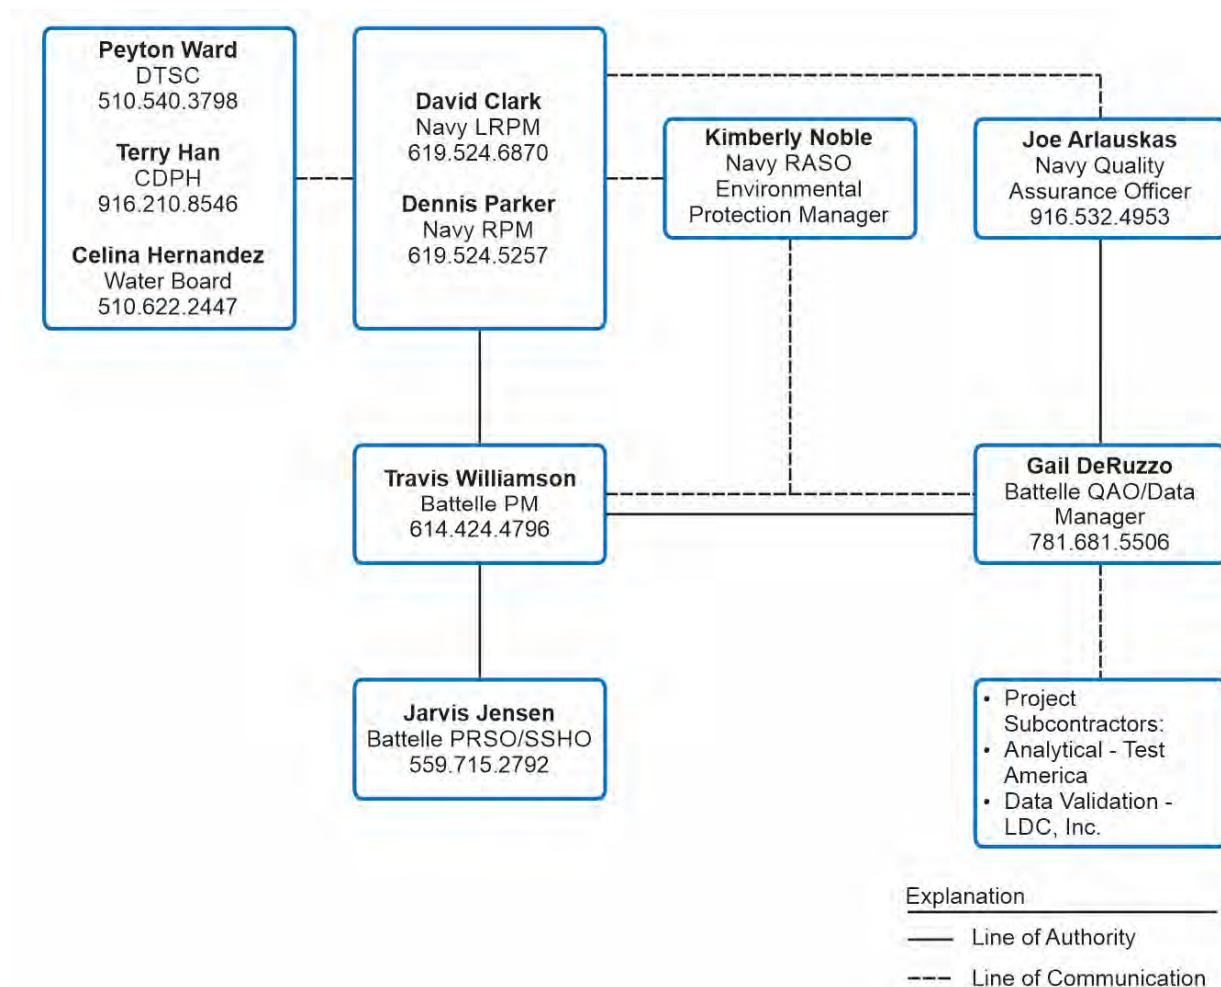 Peyton Ward
DTSC
510.540.3798
Terry Han
CDPH
916.210.8546
Celina Hernandez
Water Board
510.622.2447
David Clark
Navy LRPM
619.524.6870
Dennis Parker
Navy RPM
619.524.5257
Kimberly Noble
Navy RASO
Environmental
Protection Manager
Joe Arlauskas
Navy Quality
Assurance Officer
916.532.4953
Travis Williamson
Battelle PM
614.424.4796
Gail DeRuzzo
Battelle QAO/Data
Manager
781.681.5506
Jarvis Jensen
Battelle PRSO/SSHO
559.715.2792
• Project
Subcontractors:
• Analytical - Test
America
• Data Validation -
LDC, Inc.
Explanation
Line of Authority
Line of Communication